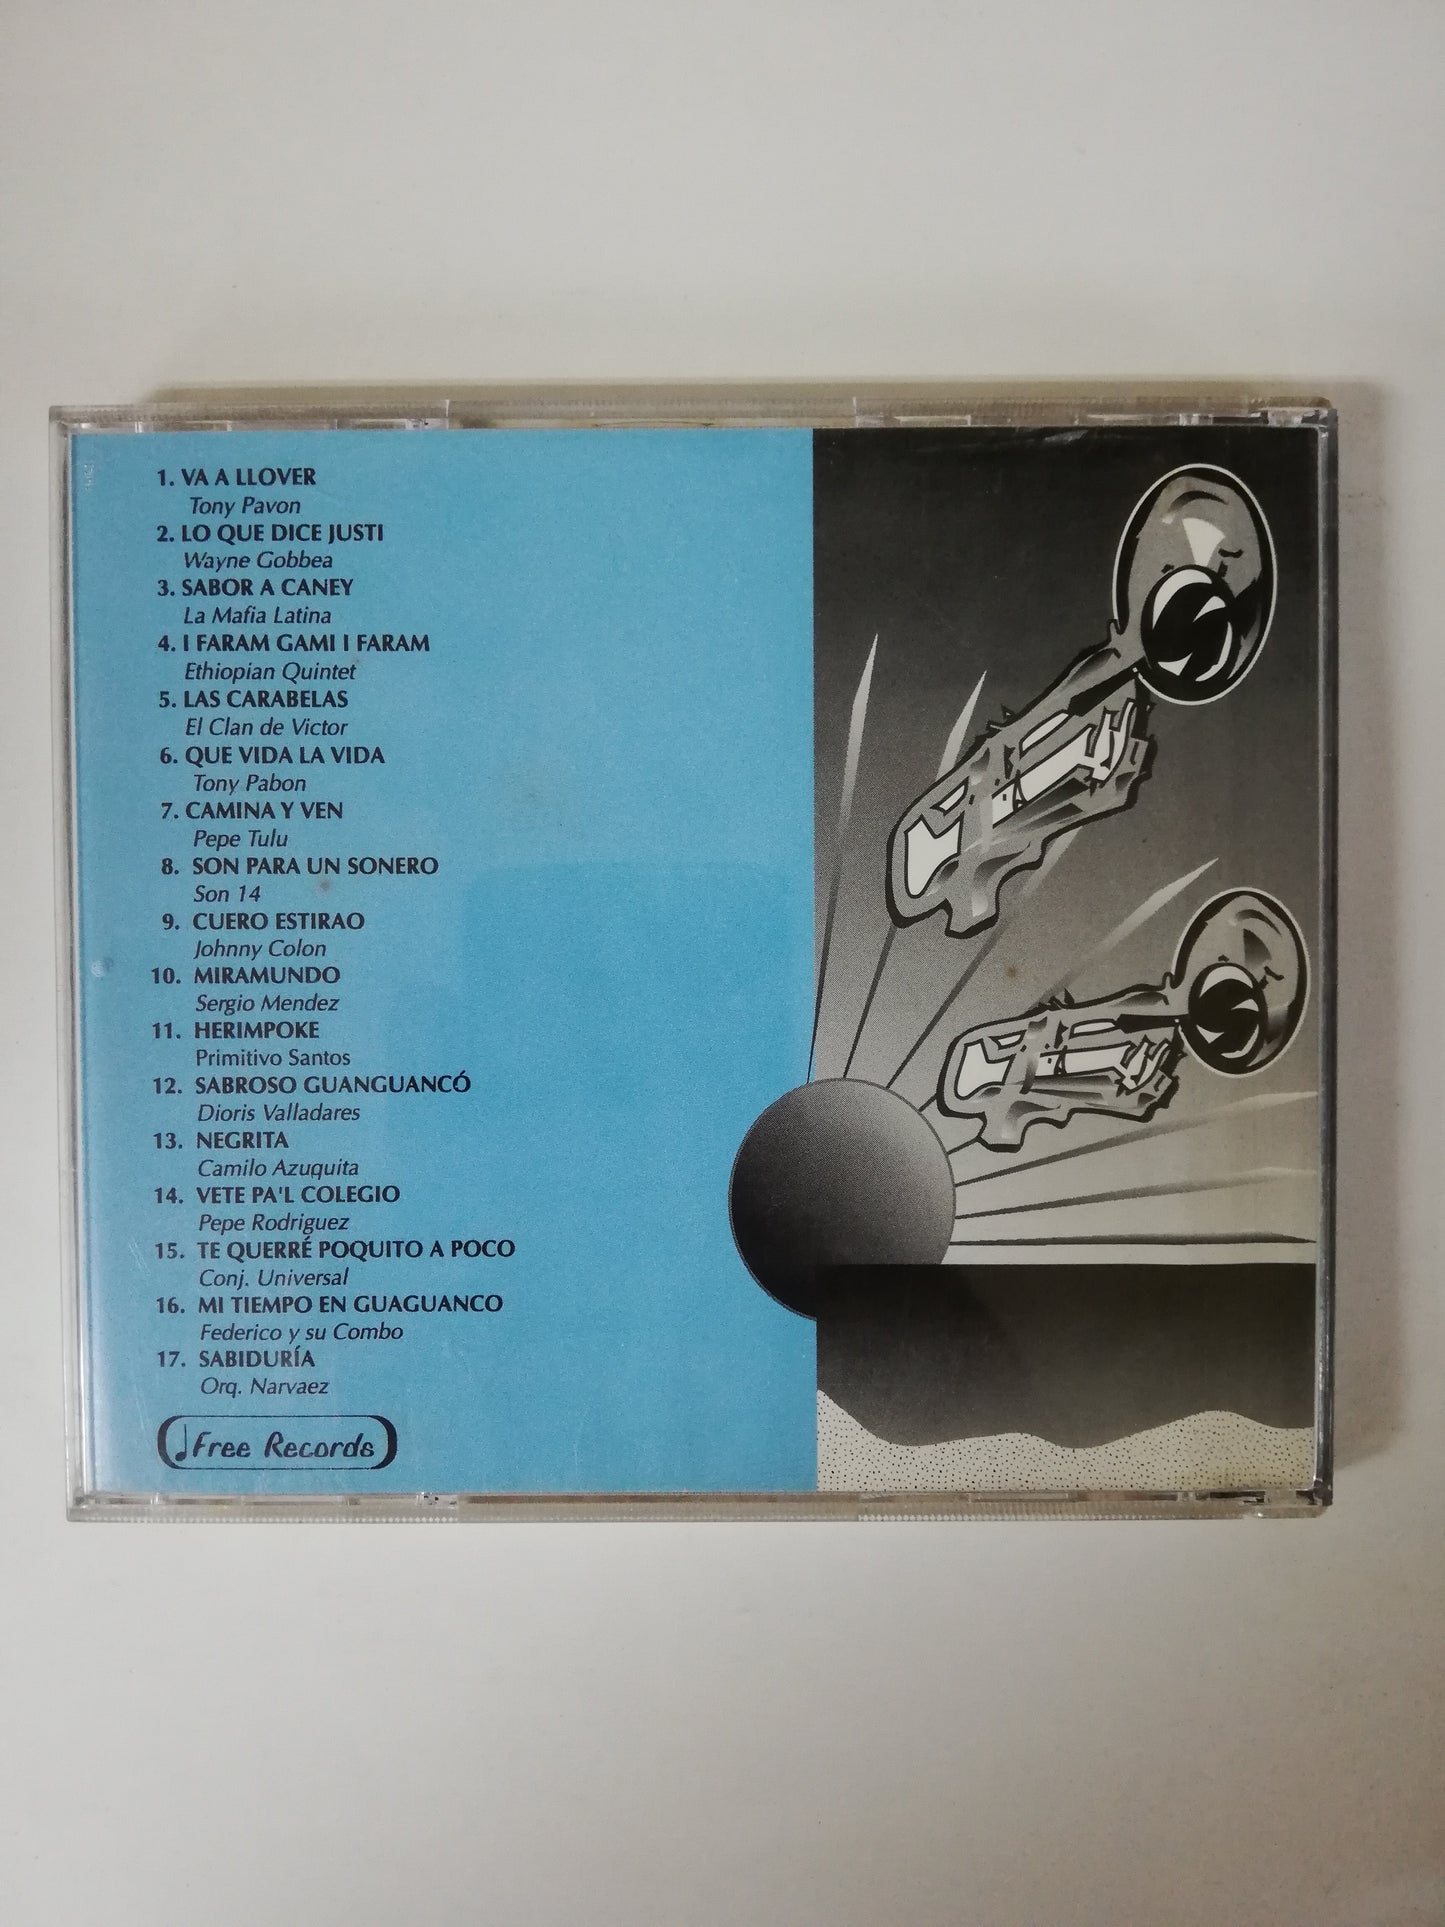 1. VA A LLOVER
Tony Pavon
2. LO QUE DICE JUSTI
Wayne Gobbea
3. SABOR A CANEY
La Mafia Latina
4. I FARAM GAMI I FARAM
Ethiopian Quintet
5. LAS CARABELAS
El Clan de Victor
6. QUE VIDA LA VIDA
Tony Pabon
7. CAMINA Y VEN
Pepe Tulu
8. SON PARA UN SONERO
Son 14
9. CUERO ESTIRAO
Johnny Colon
10. MIRAMUNDO
Sergio Mendez
11. HERIMPOKE
Primitivo Santos
12. SABROSO GUANGUANCÓ
Dioris Valladares
13. NEGRITA
Camilo Azuquita
14. VETE PA'L COLEGIO
Pepe Rodriguez
15. TE QUERRÉ POQUITO A POCO
Conj. Universal
16. MI TIEMPO EN GUAGUANCO
Federico y su Combo
17. SABIDURÍA
Orq. Narvaez
Free Records